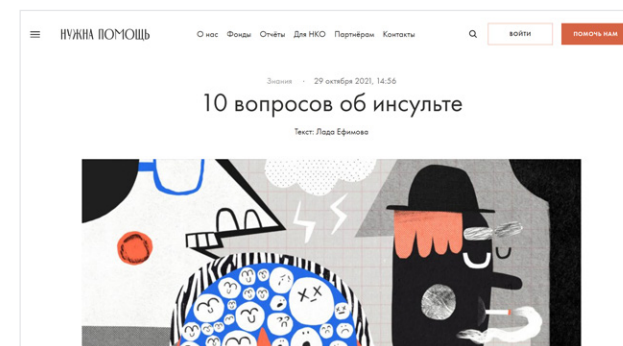 НУЖНА ПОМОЩЬ
О нас Фонды Отчёты Для НКО Партнёрам Контакты
ВОЙТИ
ПОМОЧЬ НАМ
Знания · 29 октября 2021, 14:56
10 вопросов об инсульте
Текст: Лада Ефимова